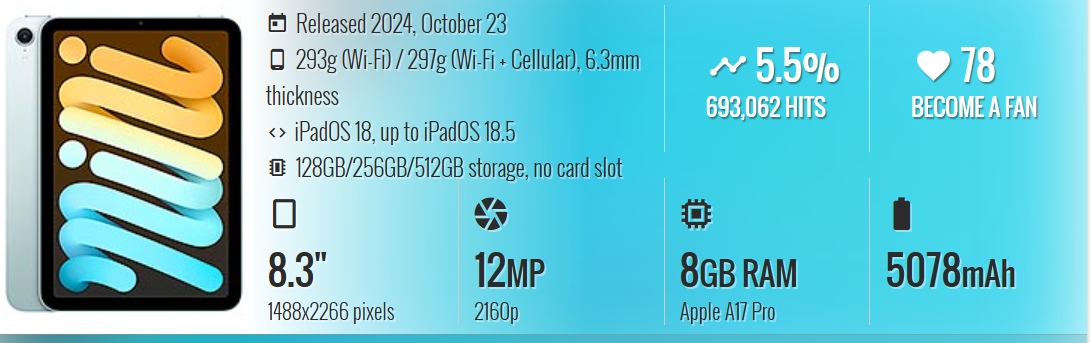 Released 2024, October 23
293g (Wi-Fi) / 297g (Wi-Fi + Cellular), 6.3mm
thickness
iPadOS 18, up to iPadOS 18.5
128GB/256GB/512GB storage, no card slot
5.5%
693,062 HITS
78
BECOME A FAN
8.3"
1488x2266 pixels
12MP
2160p
8GB RAM
Apple A17 Pro
5078mAh